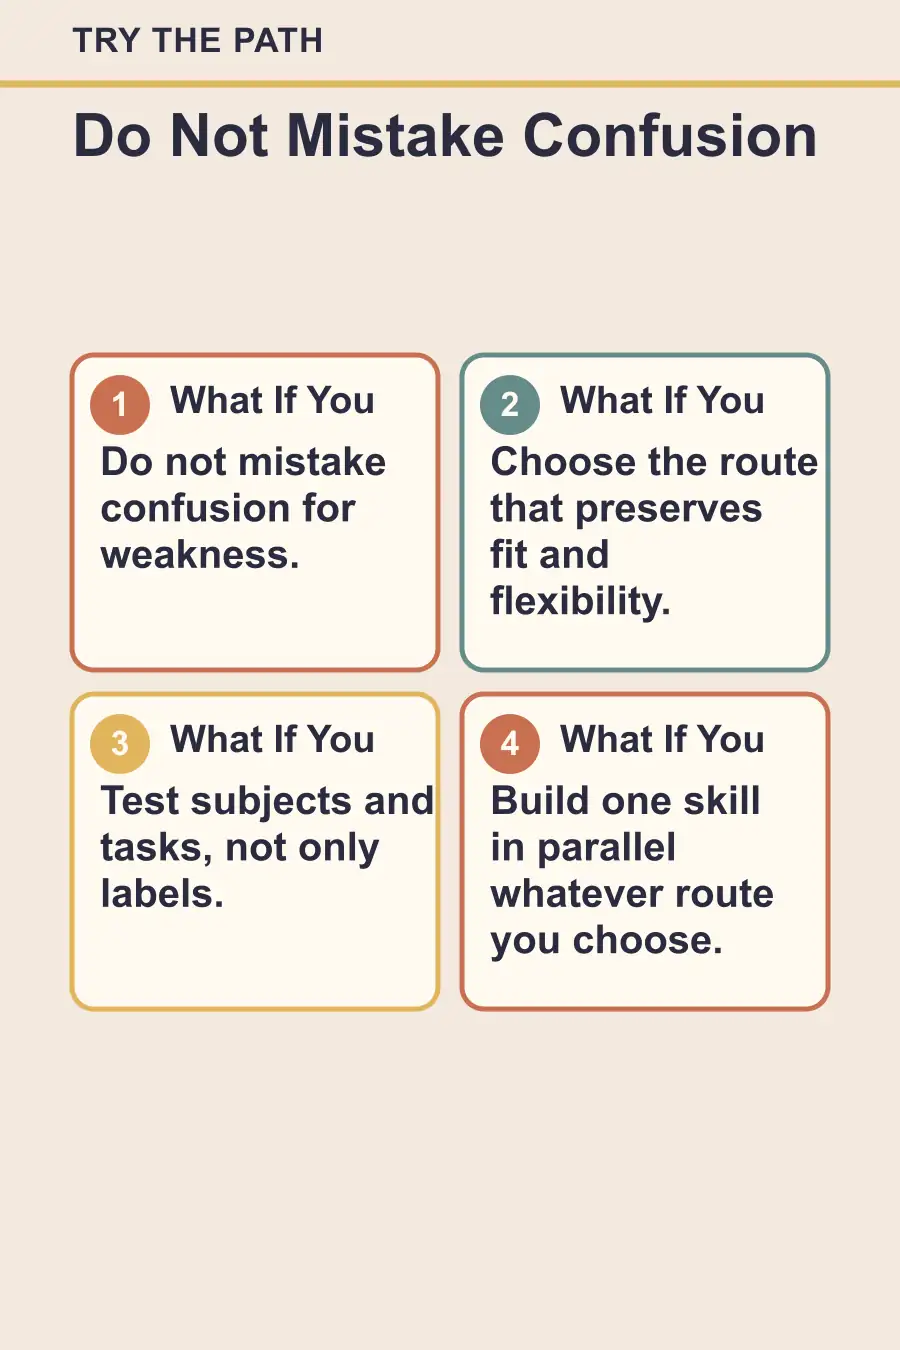 TRY THE PATH
Do Not Mistake Confusion
1 What If You
Do not mistake
confusion for
weakness.
2 What If You
Choose the route
that preserves
fit and
flexibility.
3 What If You
Test subjects and
tasks, not only
labels.
4 What If You
Build one skill
in parallel
whatever route
you choose.